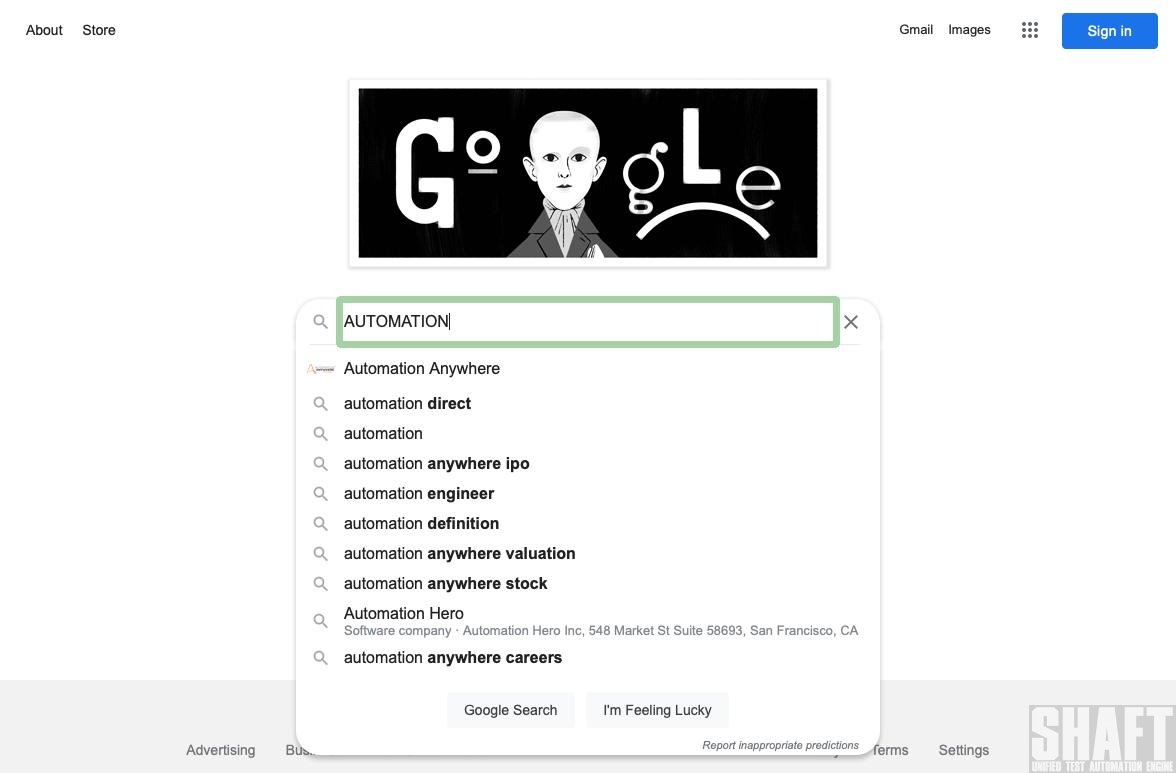 About Store
Gmail Images Sign in
GOOgLe
AUTOMATION
Automation Anywhere
automation direct
automation
automation anywhere ipo
automation engineer
automation definition
automation anywhere valuation
automation anywhere stock
Automation Hero
Software company · Automation Hero Inc, 548 Market St Suite 58693, San Francisco, CA
automation anywhere careers
Google Search I'm Feeling Lucky
Report inappropriate predictions
Advertising Terms Settings
SHAFT
UNIFIED TEST AUTOMATION ENGINE